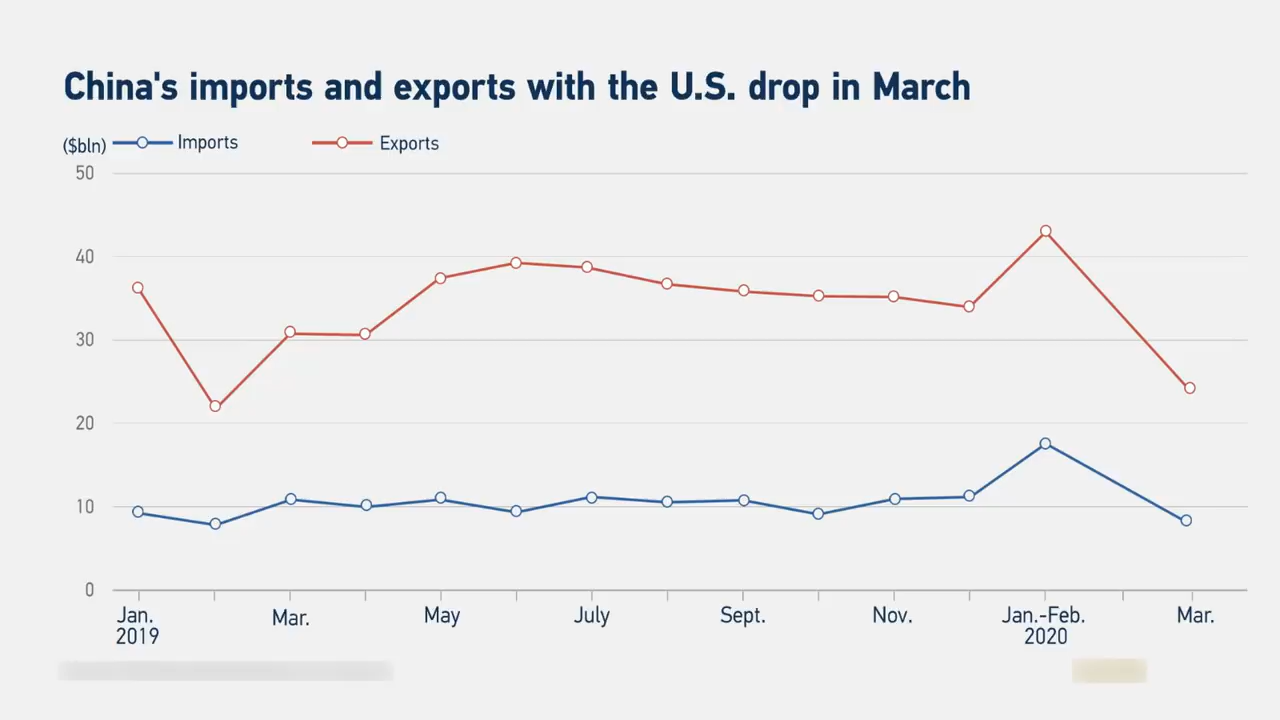 China's imports and exports with the U.S. drop in March
($bln) Imports Exports
50
40
30
20
10
0
Jan. Mar. May July Sept. Nov. Jan.-Feb. Mar.
2019 2020